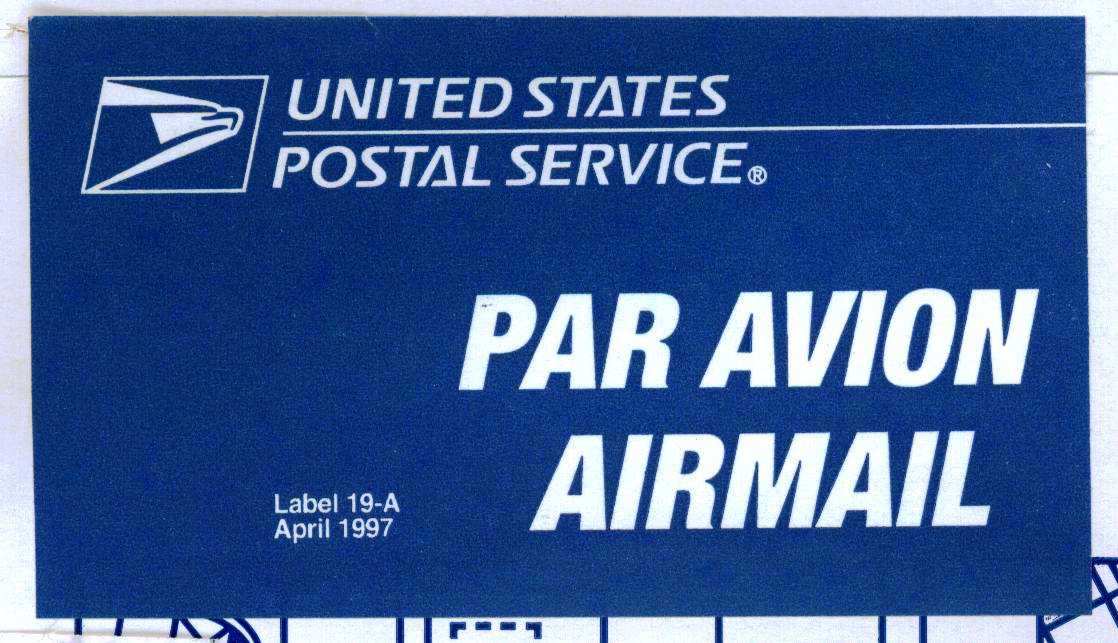 UNITED STATES
POSTAL SERVICE®
PAR AVION
AIRMAIL
Label 19-A
April 1997